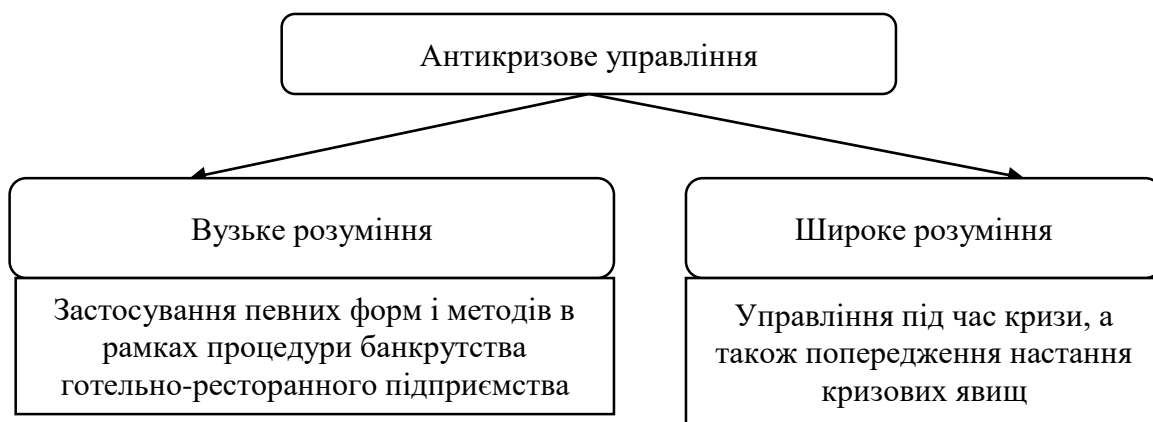 Антикризове управління
Вузьке розуміння
Застосування певних форм і методів в
рамках процедури банкрутства
готельно-ресторанного підприємства
Широке розуміння
Управління під час кризи, а
також попередження настання
кризових явищ